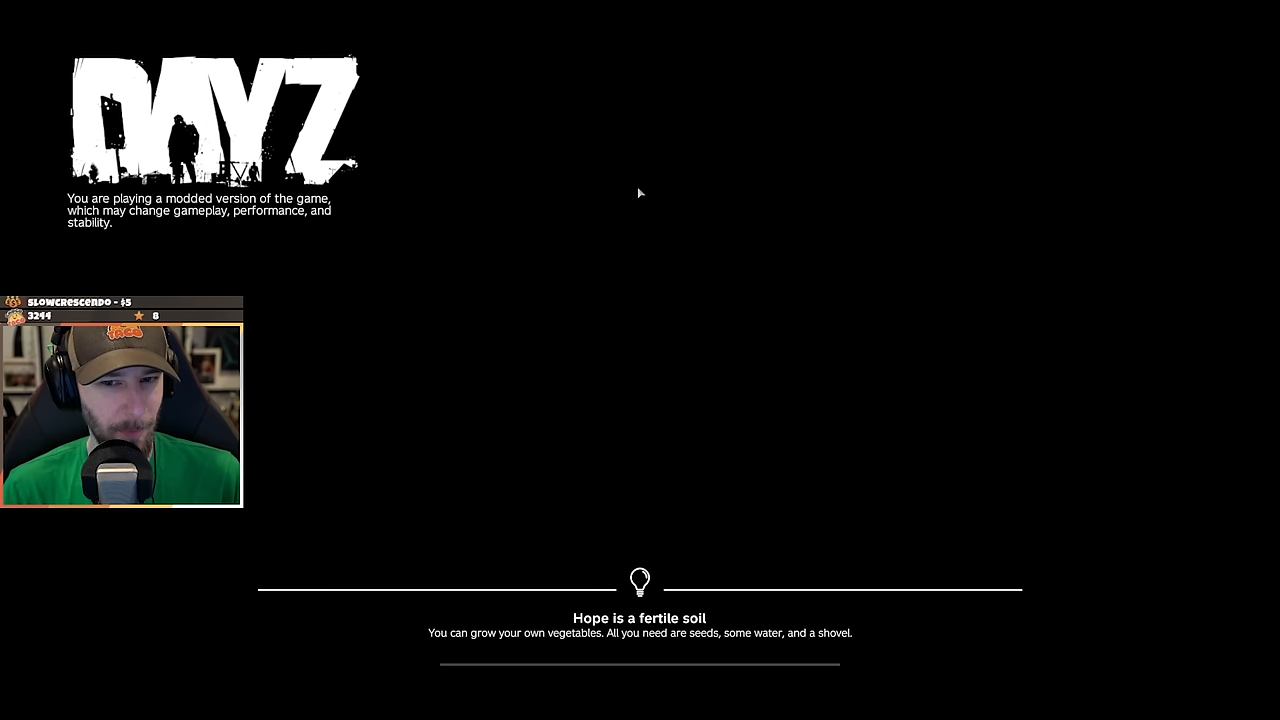 DAYZ
You are playing a modded version of the game,
which may change gameplay, performance, and
stability.
SLOWCRESCENDO - $5
3244 8
TACO
Hope is a fertile soil
You can grow your own vegetables. All you need are seeds, some water, and a shovel.